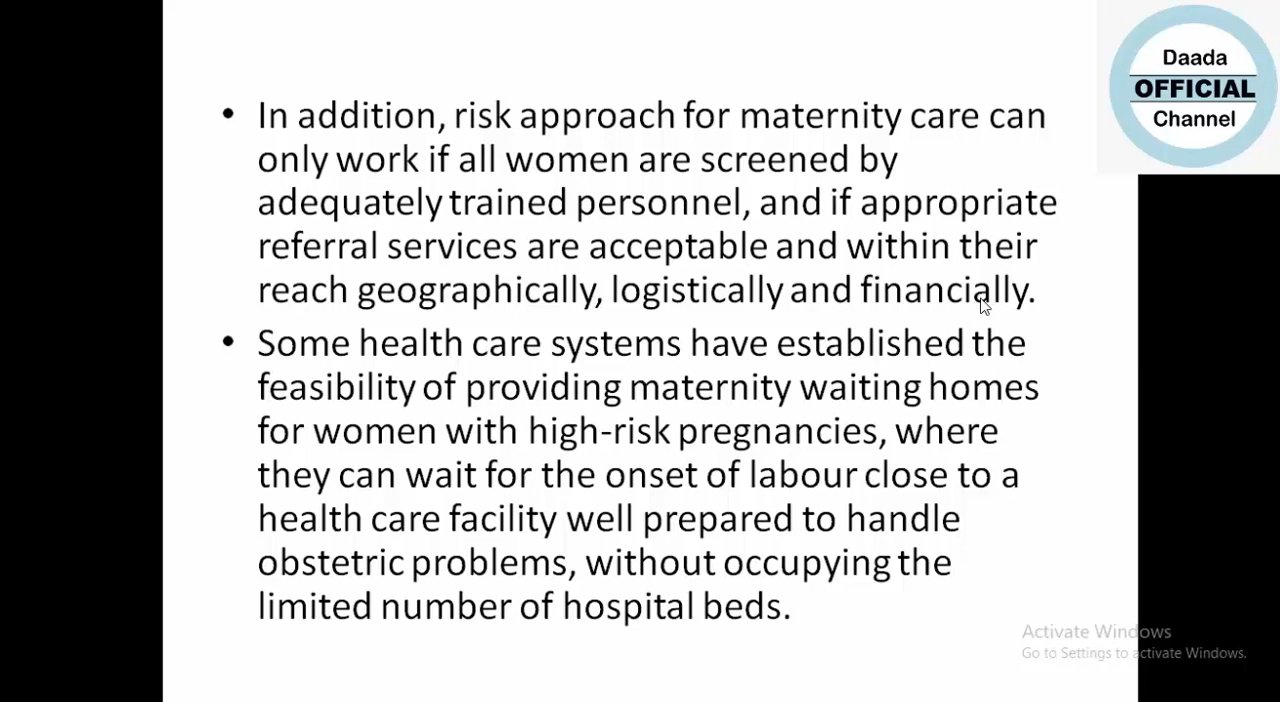 Daada
OFFICIAL
Channel
• In addition, risk approach for maternity care can
only work if all women are screened by
adequately trained personnel, and if appropriate
referral services are acceptable and within their
reach geographically, logistically and financially.
• Some health care systems have established the
feasibility of providing maternity waiting homes
for women with high-risk pregnancies, where
they can wait for the onset of labour close to a
health care facility well prepared to handle
obstetric problems, without occupying the
limited number of hospital beds.
Activate Windows
Go to Settings to activate Windows.